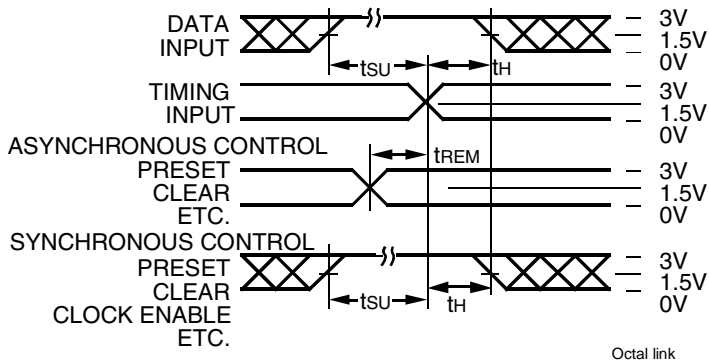 DATA
INPUT
3V
1.5V
0V
tSU
tH
TIMING
INPUT
3V
1.5V
0V
ASYNCHRONOUS CONTROL
PRESET
CLEAR
ETC.
tREM
3V
1.5V
0V
SYNCHRONOUS CONTROL
PRESET
CLEAR
CLOCK ENABLE
ETC.
3V
1.5V
0V
tSU
tH
Octal link